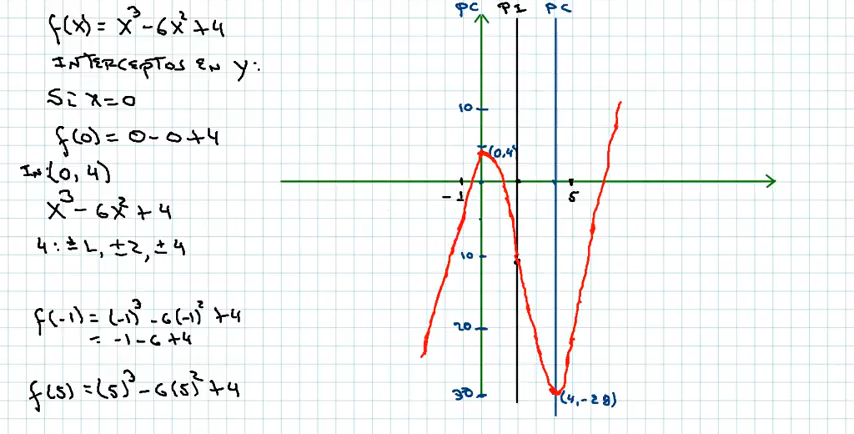 f(x) = x³ - 6x² + 4
INTERCEPTOS EN Y:
Si x = 0
f(0) = 0 - 0 + 4
IN: (0, 4)
x³ - 6x² + 4
4: ±1, ±2, ±4
f(-1) = (-1)³ - 6(-1)² + 4
= -1 - 6 + 4
f(5) = (5)³ - 6(5)² + 4
PC PI PC
10
(0,4
-1 5
10
20
30
(4, -28)